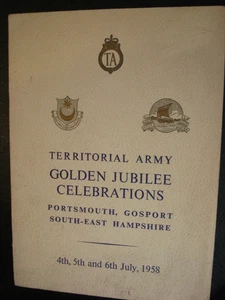 TA
TERRITORIAL ARMY
GOLDEN JUBILEE
CELEBRATIONS
PORTSMOUTH, GOSPORT
SOUTH-EAST HAMPSHIRE
4th, 5th and 6th July, 1958